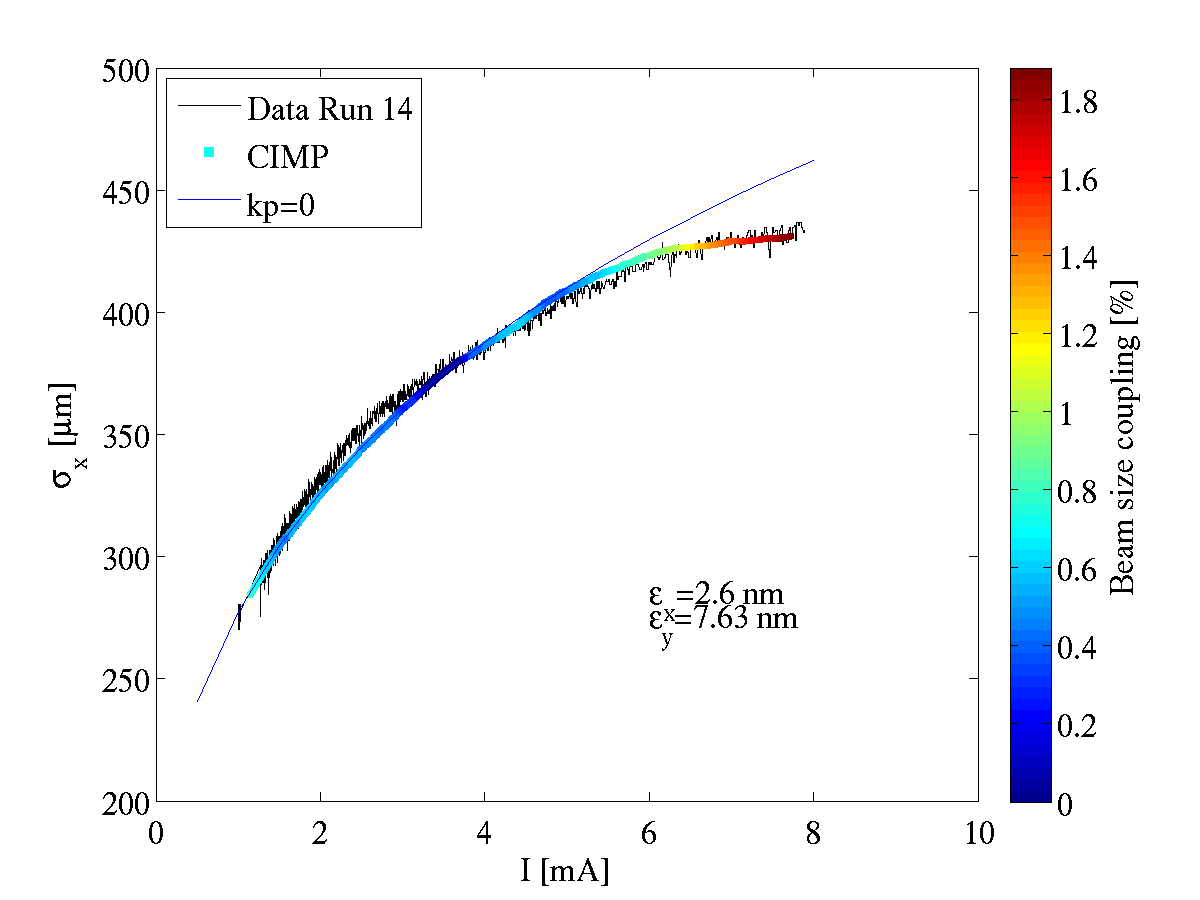 500
450
400
350
300
250
200
0
2
4
6
8
10
I [mA]
σx [μm]
Data Run 14
CIMP
kp=0
εx=2.6 nm
εy=7.63 nm
1.8
1.6
1.4
1.2
1
0.8
0.6
0.4
0.2
0
Beam size coupling [%]